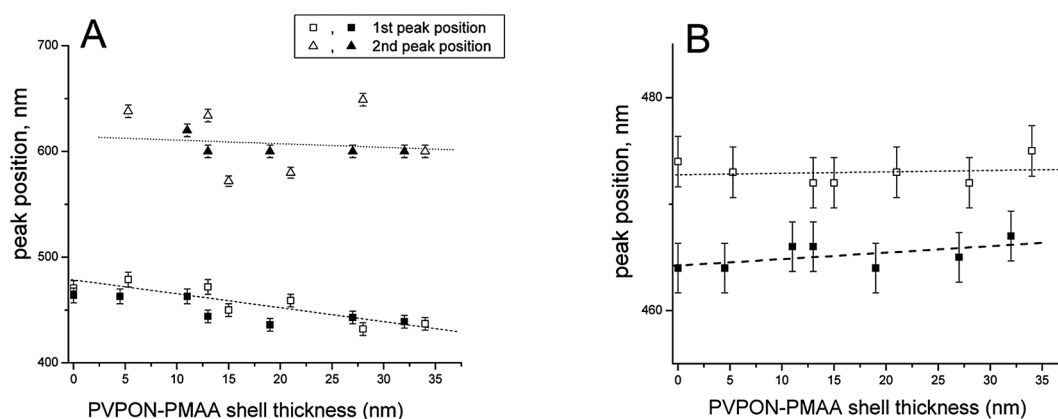 A
□ , ■ 1st peak position
△ , ▲ 2nd peak position
700
600
500
400
peak position, nm
0 5 10 15 20 25 30 35
PVPON-PMAA shell thickness (nm)
B
480
460
peak position, nm
0 5 10 15 20 25 30 35
PVPON-PMAA shell thickness (nm)